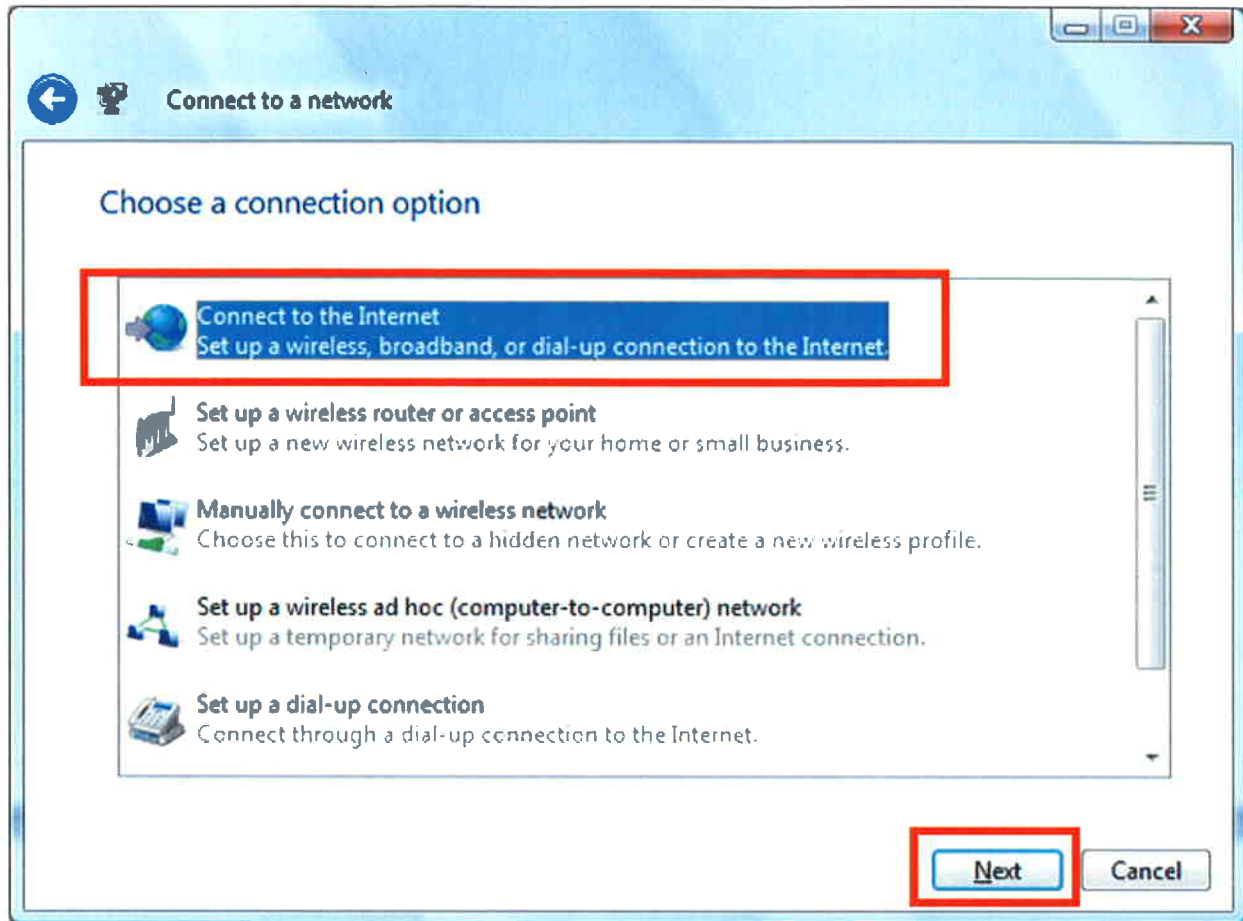 Connect to a network
Choose a connection option
Connect to the Internet
Set up a wireless, broadband, or dial-up connection to the Internet.
Set up a wireless router or access point
Set up a new wireless network for your home or small business.
Manually connect to a wireless network
Choose this to connect to a hidden network or create a new wireless profile.
Set up a wireless ad hoc (computer-to-computer) network
Set up a temporary network for sharing files or an Internet connection.
Set up a dial-up connection
Connect through a dial-up connection to the Internet.
Next Cancel